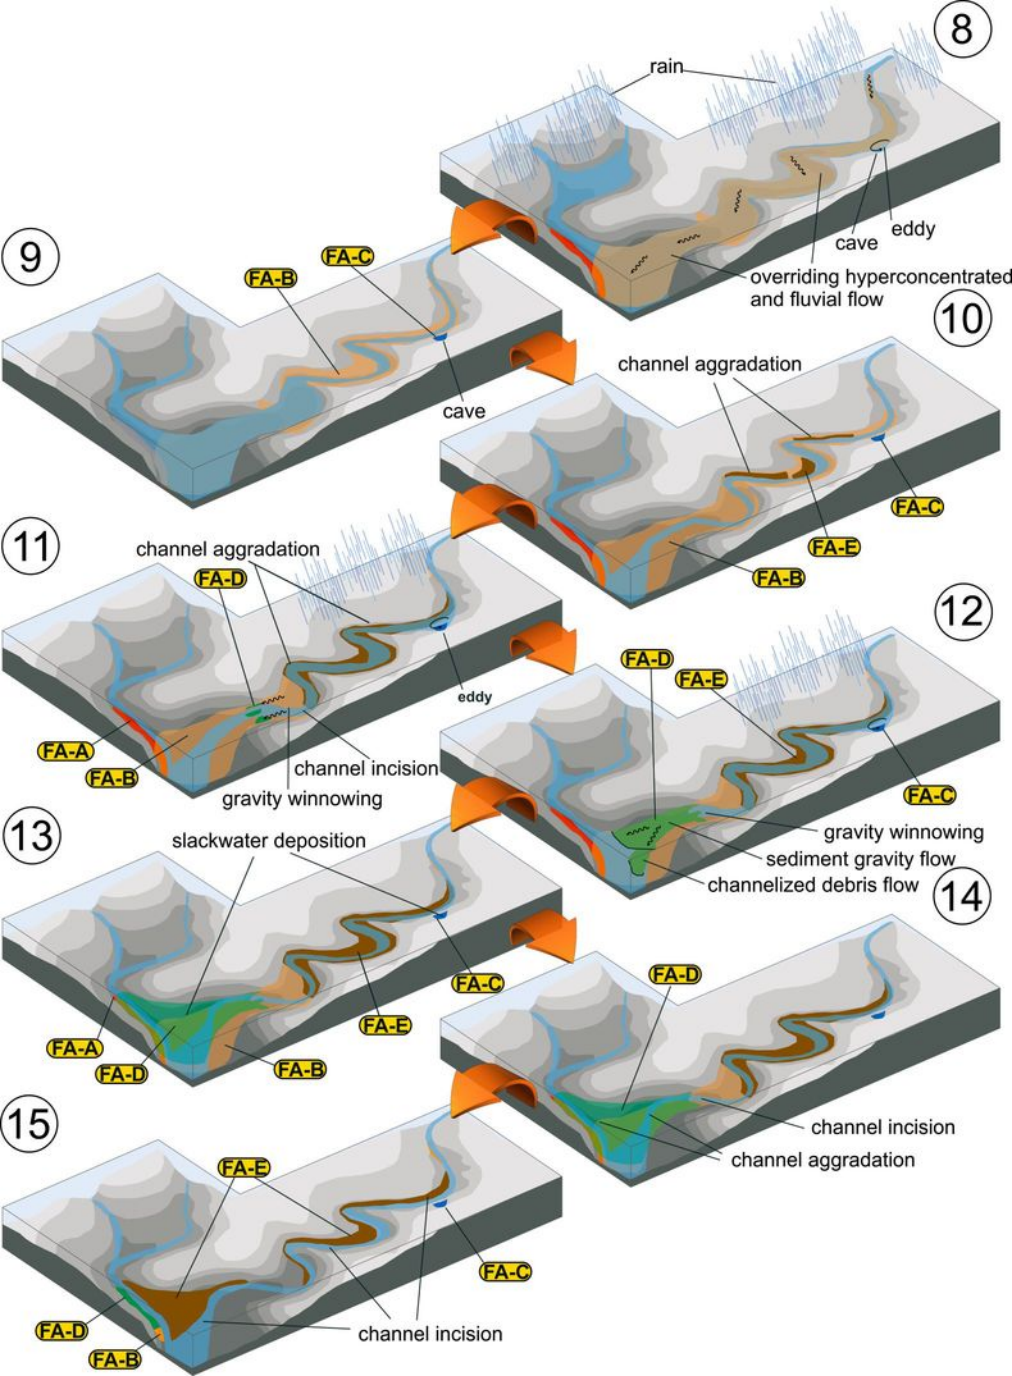 8
rain
eddy
cave
overriding hyperconcentrated
and fluvial flow
9
FA-C
FA-B
cave
10
channel aggradation
FA-C
FA-E
FA-B
11
channel aggradation
FA-D
eddy
FA-A
FA-B
channel incision
gravity winnowing
12
FA-D
FA-E
FA-C
gravity winnowing
sediment gravity flow
channelized debris flow
13
slackwater deposition
FA-C
FA-E
FA-A
FA-D
FA-B
14
FA-D
channel incision
channel aggradation
15
FA-E
FA-C
FA-D
FA-B
channel incision